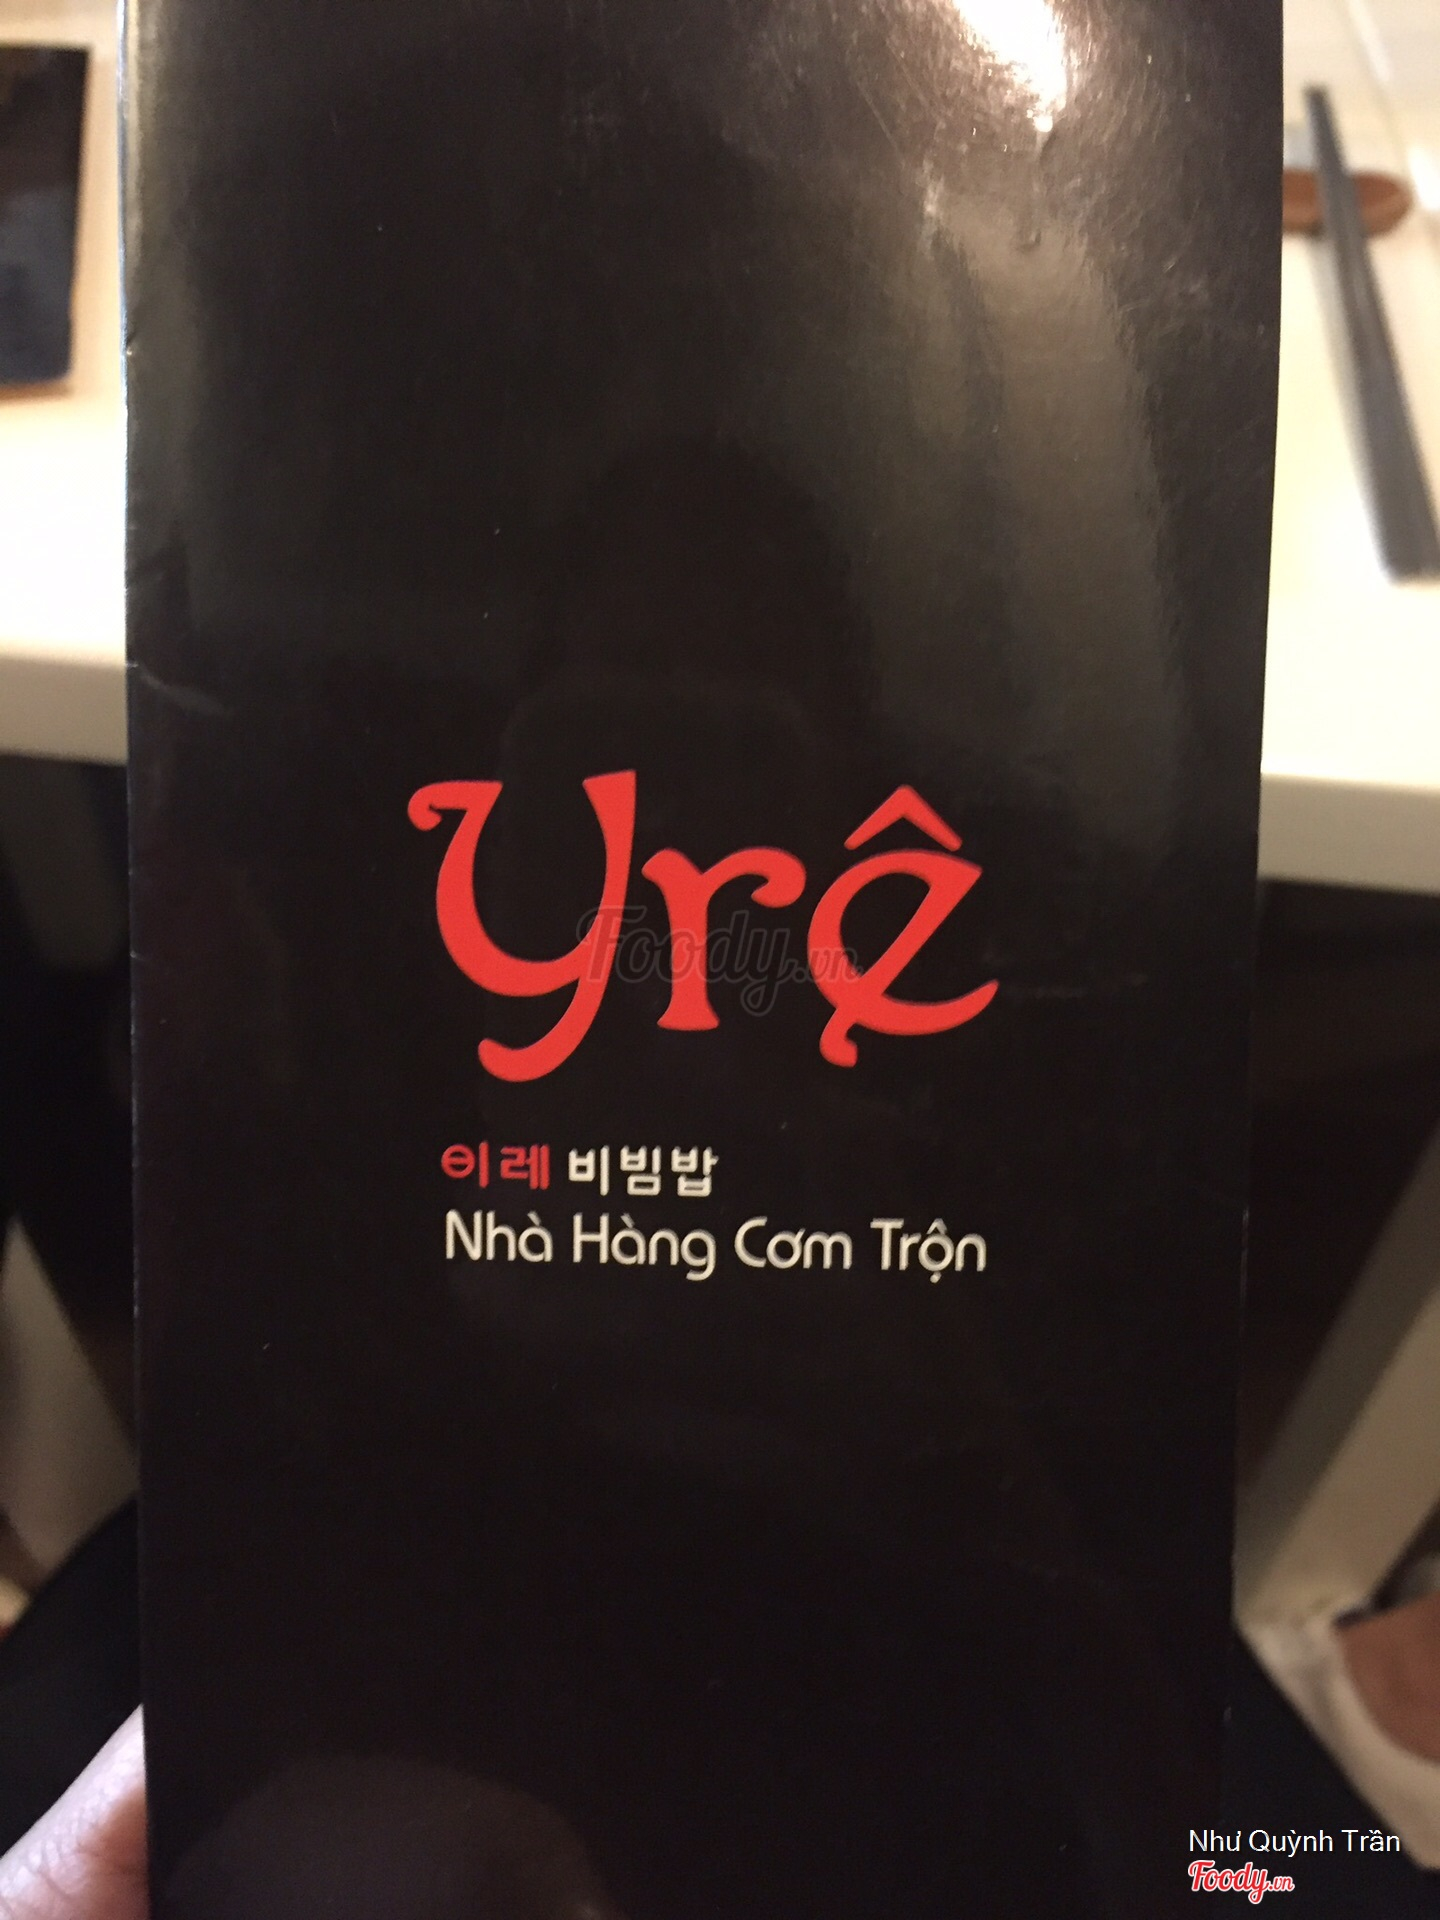 yrê
Foody.vn
이레 비빔밥
Nhà Hàng Cơm Trộn
Như Quỳnh Trần
Foody.vn